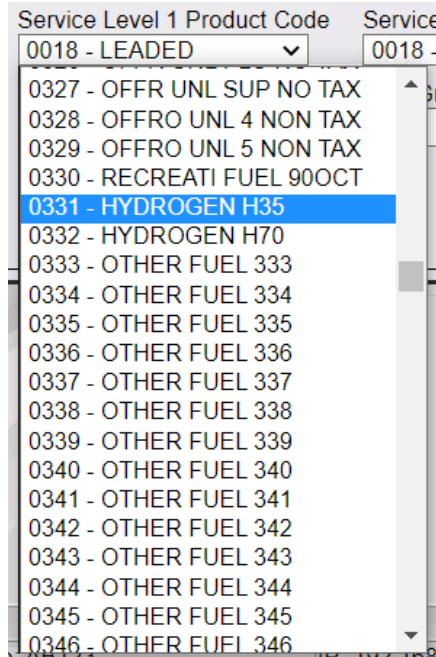 Service Level 1 Product Code Service
0018 - LEADED 0018 -
0327 - OFFR UNL SUP NO TAX
0328 - OFFRO UNL 4 NON TAX
0329 - OFFRO UNL 5 NON TAX
0330 - RECREATI FUEL 90OCT
0331 - HYDROGEN H35
0332 - HYDROGEN H70
0333 - OTHER FUEL 333
0334 - OTHER FUEL 334
0335 - OTHER FUEL 335
0336 - OTHER FUEL 336
0337 - OTHER FUEL 337
0338 - OTHER FUEL 338
0339 - OTHER FUEL 339
0340 - OTHER FUEL 340
0341 - OTHER FUEL 341
0342 - OTHER FUEL 342
0343 - OTHER FUEL 343
0344 - OTHER FUEL 344
0345 - OTHER FUEL 345
0346 - OTHER FUEL 346